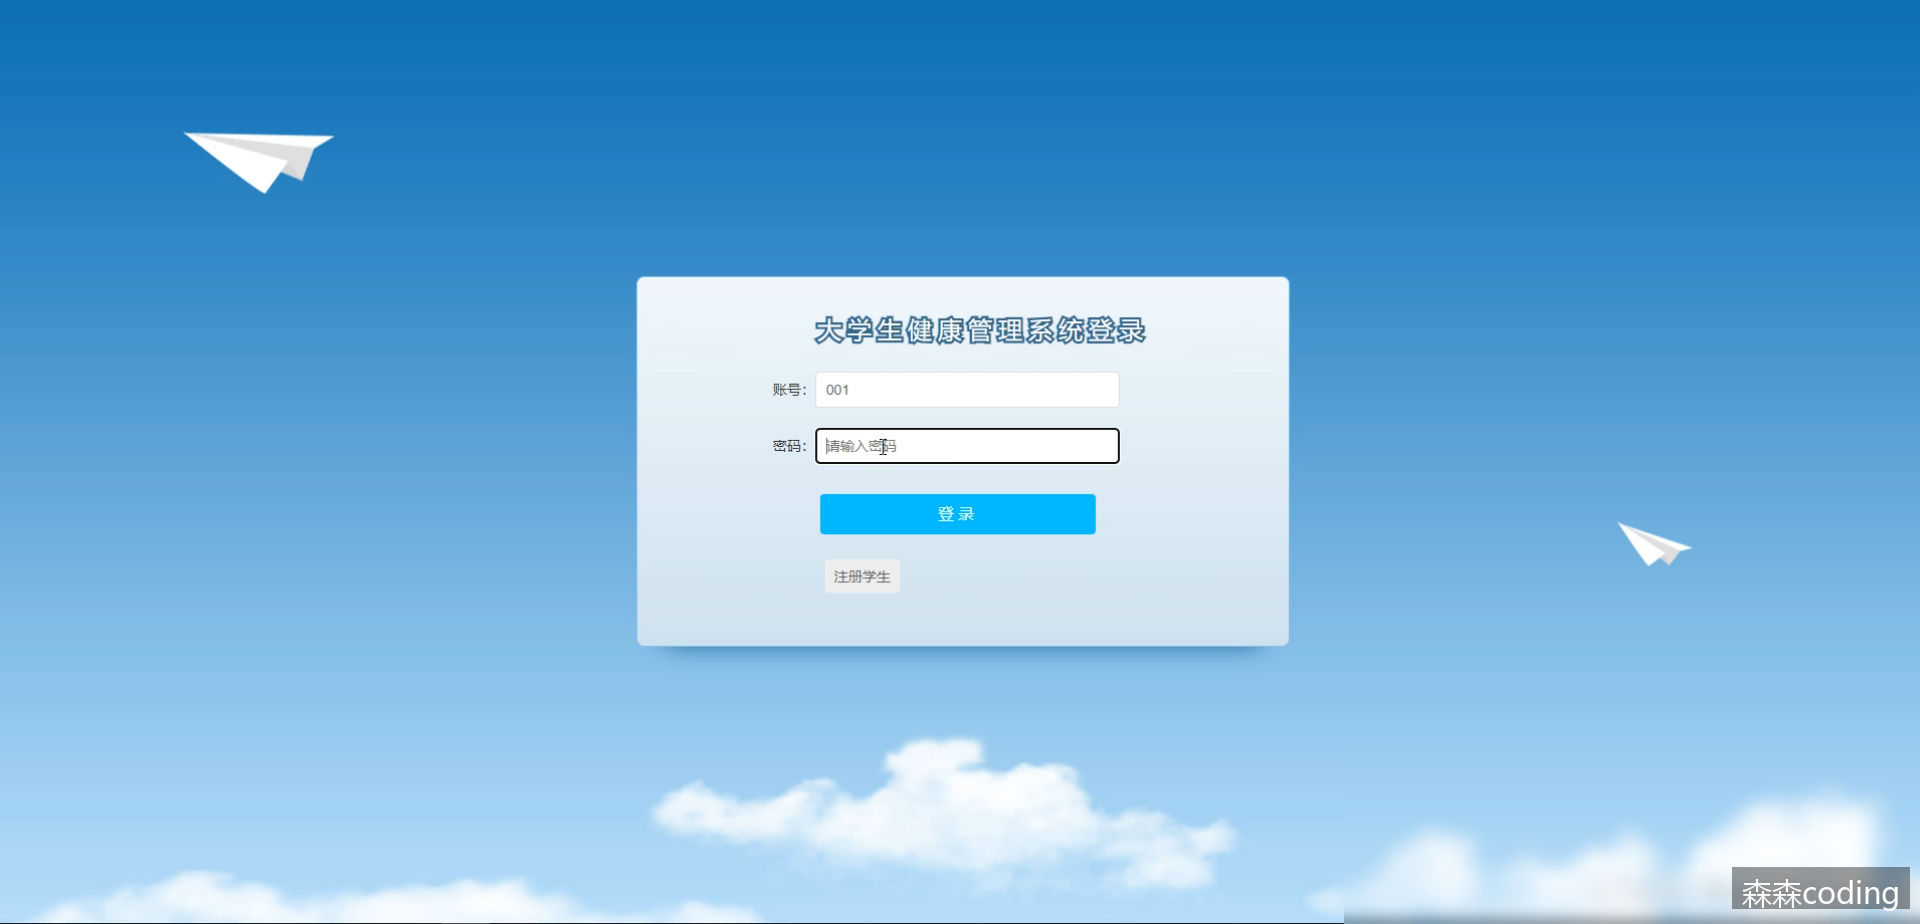 大学生健康管理系统登录
账号： 001
密码： 请输入密码
登 录
注册学生
森森coding